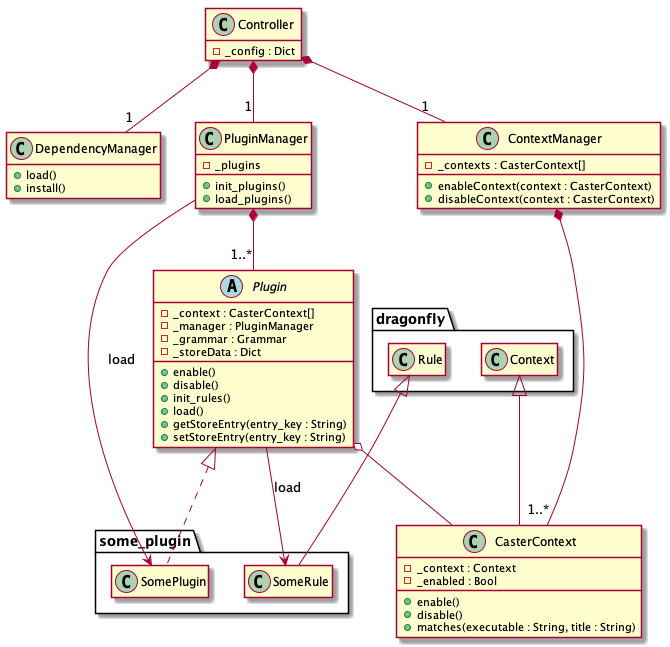 C Controller
_config : Dict
1
1
1
C DependencyManager
load()
install()
C PluginManager
_plugins
init_plugins()
load_plugins()
C ContextManager
_contexts : CasterContext[]
enableContext(context : CasterContext)
disableContext(context : CasterContext)
1..*
A Plugin
_context : CasterContext[]
_manager : PluginManager
_grammar : Grammar
_storeData : Dict
enable()
disable()
init_rules()
load()
getStoreEntry(entry_key : String)
setStoreEntry(entry_key : String)
dragonfly
C Rule
C Context
load
load
1..*
some_plugin
C SomePlugin
C SomeRule
C CasterContext
_context : Context
_enabled : Bool
enable()
disable()
matches(executable : String, title : String)